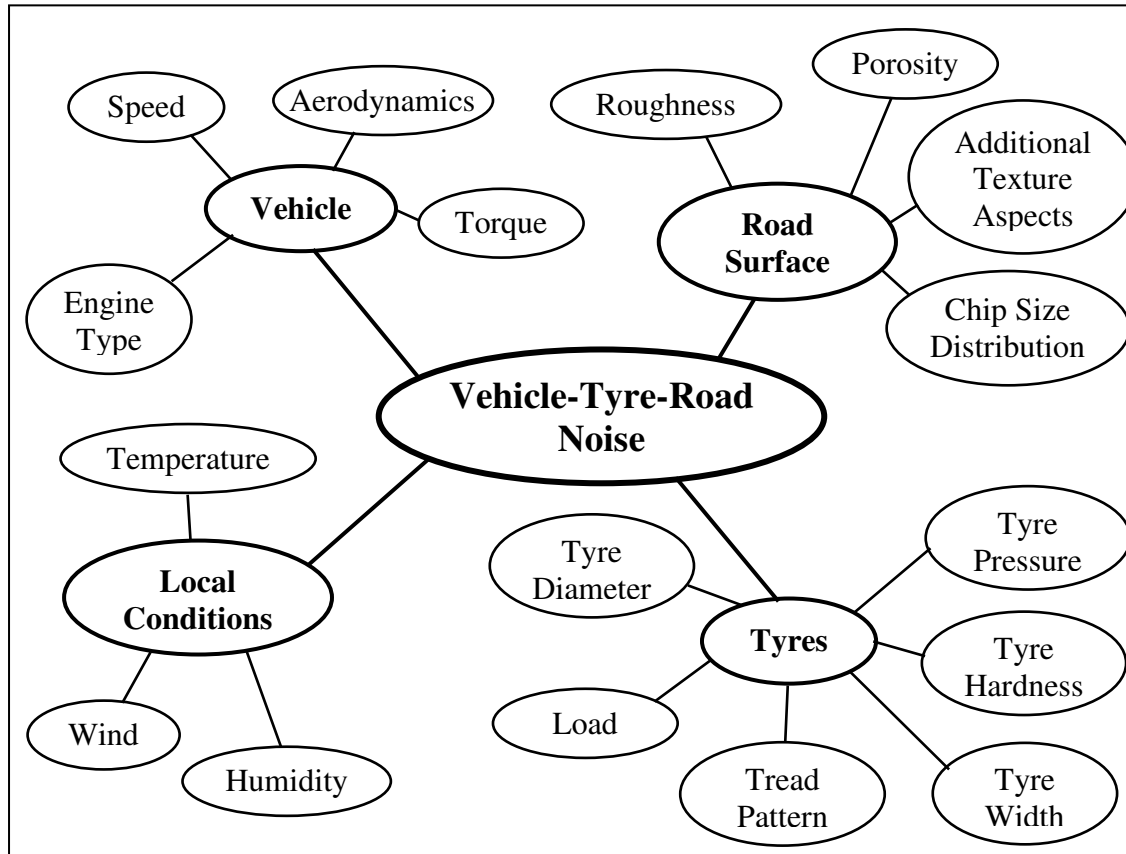 Speed
Aerodynamics
Vehicle
Torque
Engine
Type
Roughness
Porosity
Additional
Texture
Aspects
Road
Surface
Chip Size
Distribution
Vehicle-Tyre-Road
Noise
Temperature
Local
Conditions
Wind
Humidity
Tyre
Diameter
Tyre
Pressure
Tyres
Tyre
Hardness
Load
Tread
Pattern
Tyre
Width